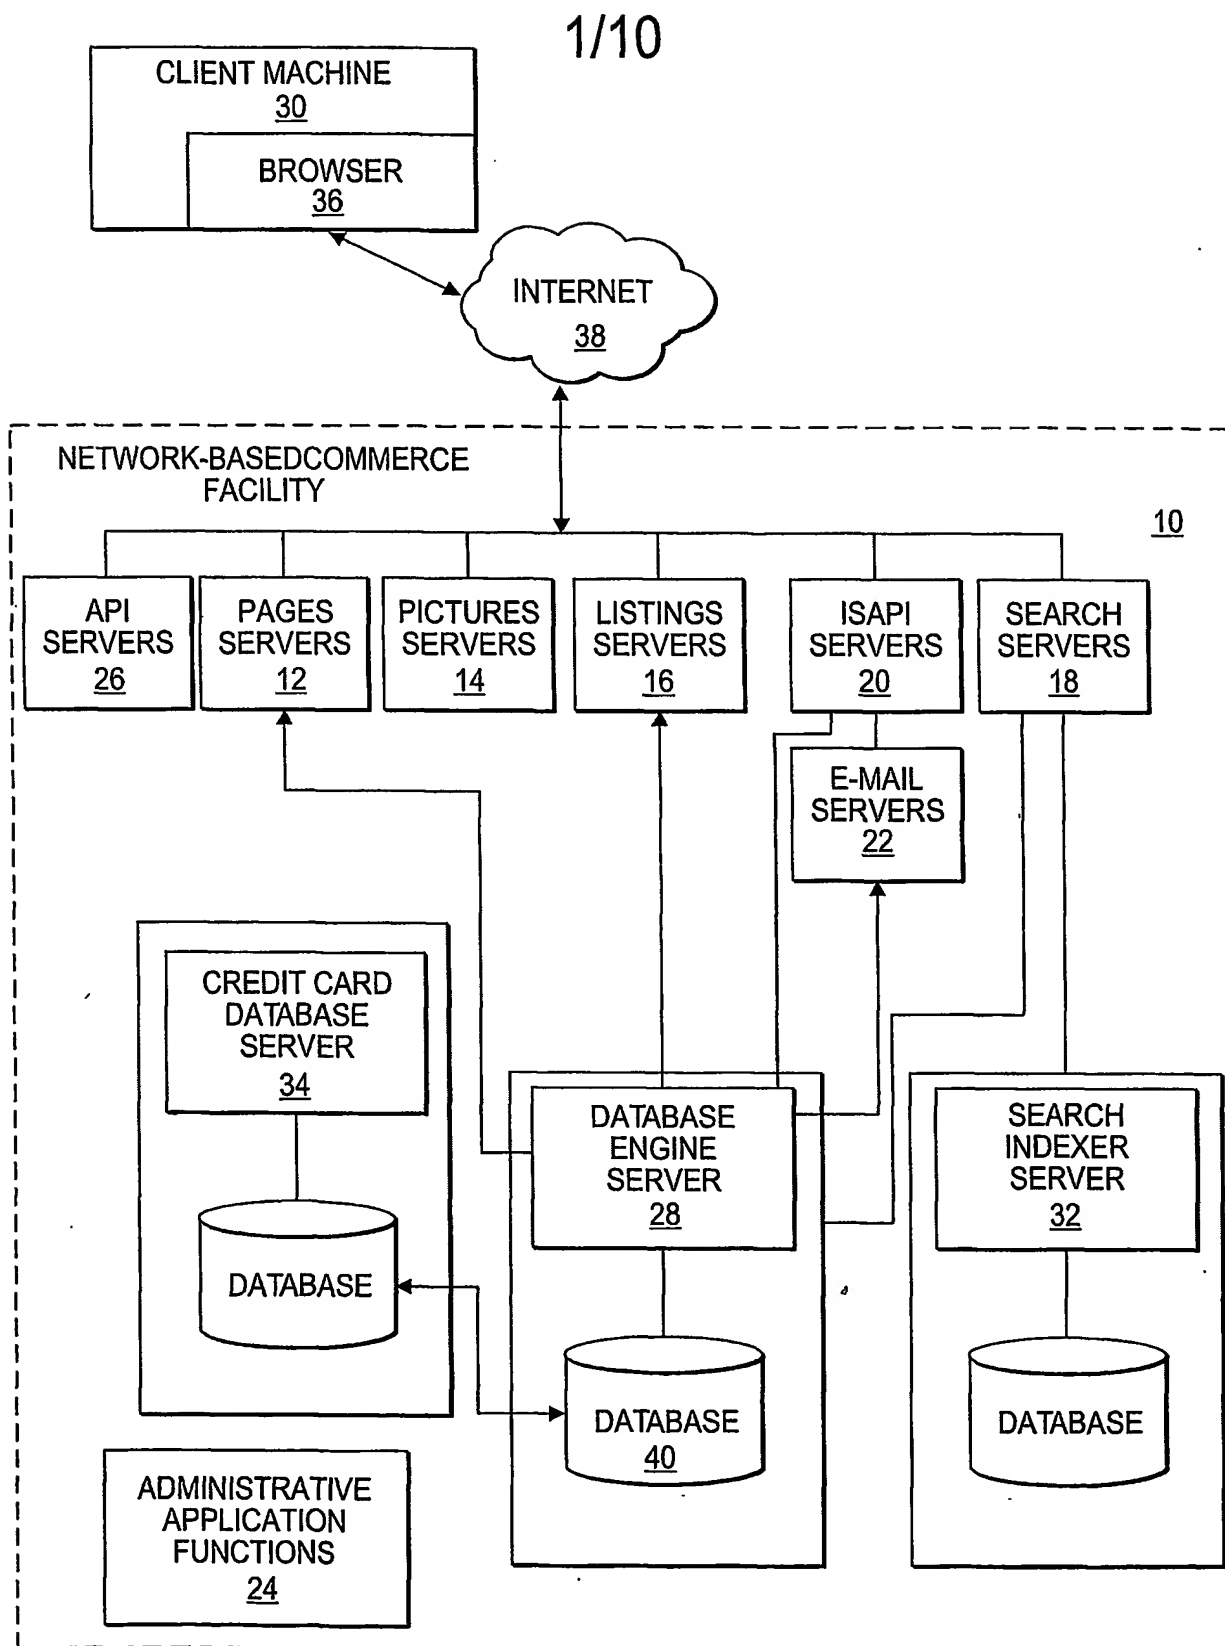 1/10
CLIENT MACHINE
30
BROWSER
36
INTERNET
38
NETWORK-BASEDCOMMERCE
FACILITY
10
API
SERVERS
26
PAGES
SERVERS
12
PICTURES
SERVERS
14
LISTINGS
SERVERS
16
ISAPI
SERVERS
20
SEARCH
SERVERS
18
E-MAIL
SERVERS
22
CREDIT CARD
DATABASE
SERVER
34
DATABASE
ENGINE
SERVER
28
SEARCH
INDEXER
SERVER
32
DATABASE
DATABASE
40
DATABASE
ADMINISTRATIVE
APPLICATION
FUNCTIONS
24